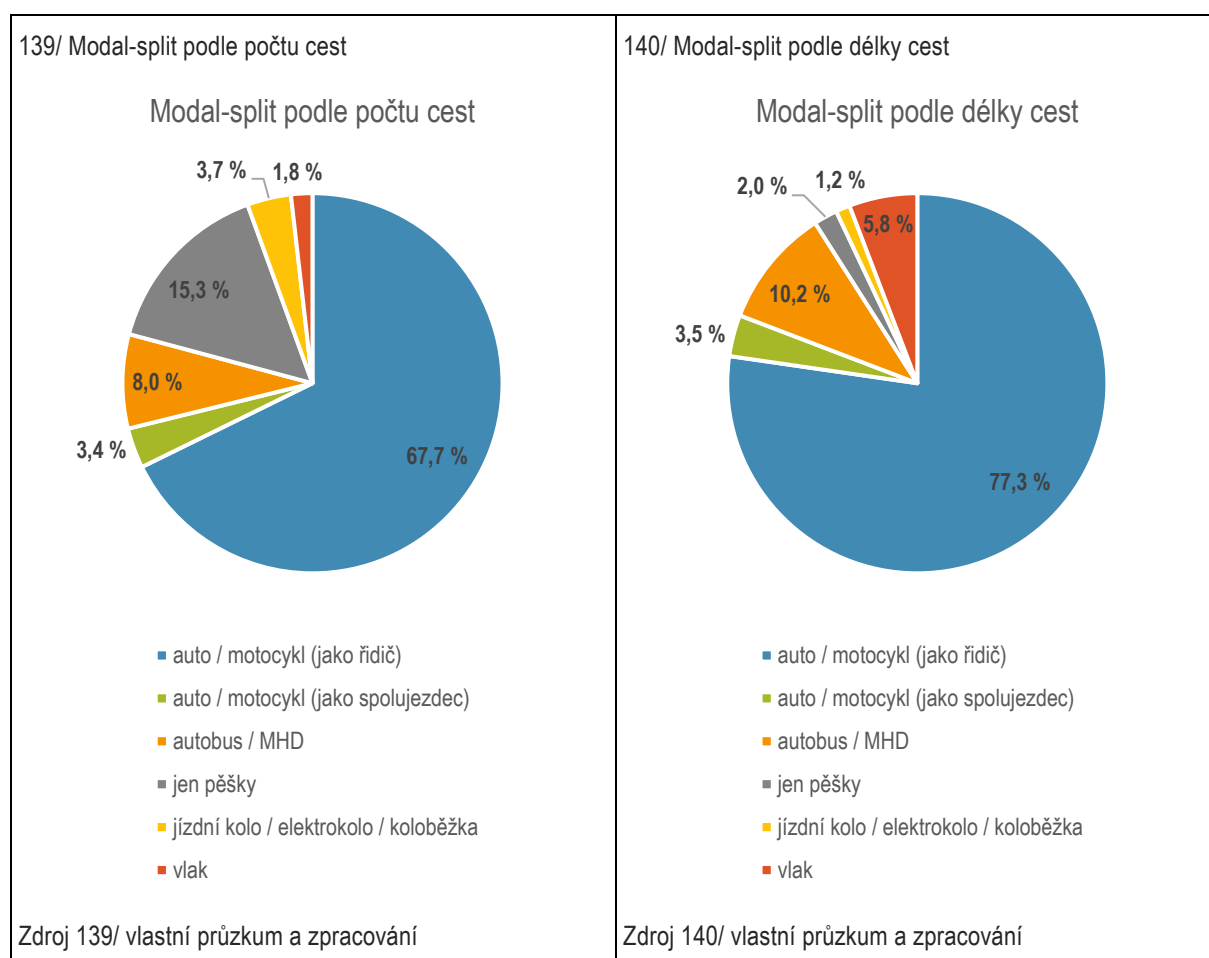 139/ Modal-split podle počtu cest
Modal-split podle počtu cest
3,7 %
1,8 %
15,3 %
8,0 %
3,4 %
67,7 %
auto / motocykl (jako řidič)
auto / motocykl (jako spolujezdec)
autobus / MHD
jen pěšky
jízdní kolo / elektrokolo / koloběžka
vlak
Zdroj 139/ vlastní průzkum a zpracování
140/ Modal-split podle délky cest
Modal-split podle délky cest
2,0 %
1,2 %
5,8 %
10,2 %
3,5 %
77,3 %
auto / motocykl (jako řidič)
auto / motocykl (jako spolujezdec)
autobus / MHD
jen pěšky
jízdní kolo / elektrokolo / koloběžka
vlak
Zdroj 140/ vlastní průzkum a zpracování